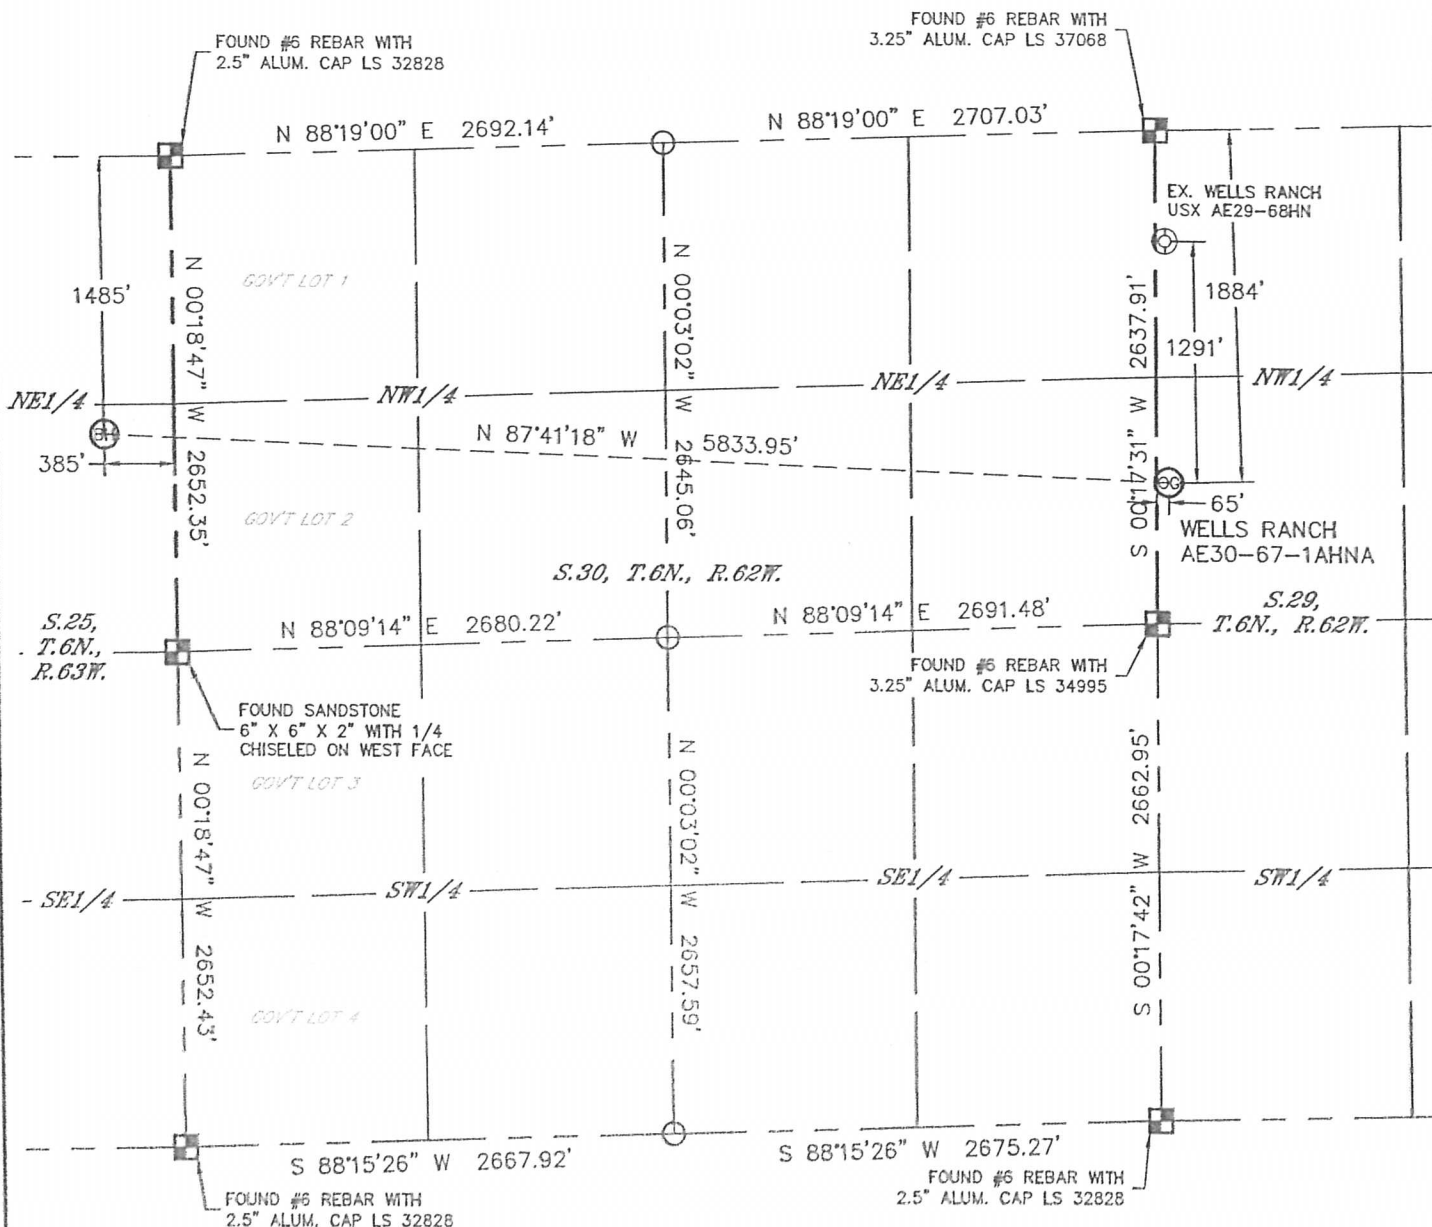 FOUND #6 REBAR WITH
2.5" ALUM. CAP LS 32828
FOUND #6 REBAR WITH
3.25" ALUM. CAP LS 37068
N 88°19'00" E 2692.14'
N 88°19'00" E 2707.03'
EX. WELLS RANCH
USX AE29-68HN
1485'
GOV'T LOT 1
N 00°18'47" W 2652.35'
N 00°03'02" W 2645.06'
S 00°17'31" W 2637.91'
1884'
1291'
NE1/4
NW1/4
NE1/4
NW1/4
BH
N 87°41'18" W 5833.95'
385'
OG
65'
GOV'T LOT 2
WELLS RANCH
AE30-67-1AHNA
S.30, T.6N., R.62W.
S.25,
T.6N.,
R.63W.
N 88°09'14" E 2680.22'
N 88°09'14" E 2691.48'
S.29,
T.6N., R.62W.
FOUND #6 REBAR WITH
3.25" ALUM. CAP LS 34995
FOUND SANDSTONE
6" X 6" X 2" WITH 1/4
CHISELED ON WEST FACE
GOV'T LOT 3
N 00°18'47" W 2652.43'
N 00°03'02" W 2657.59'
S 00°17'42" W 2662.95'
SE1/4
SW1/4
SE1/4
SW1/4
GOV'T LOT 4
S 88°15'26" W 2667.92'
S 88°15'26" W 2675.27'
FOUND #6 REBAR WITH
2.5" ALUM. CAP LS 32828
FOUND #6 REBAR WITH
2.5" ALUM. CAP LS 32828